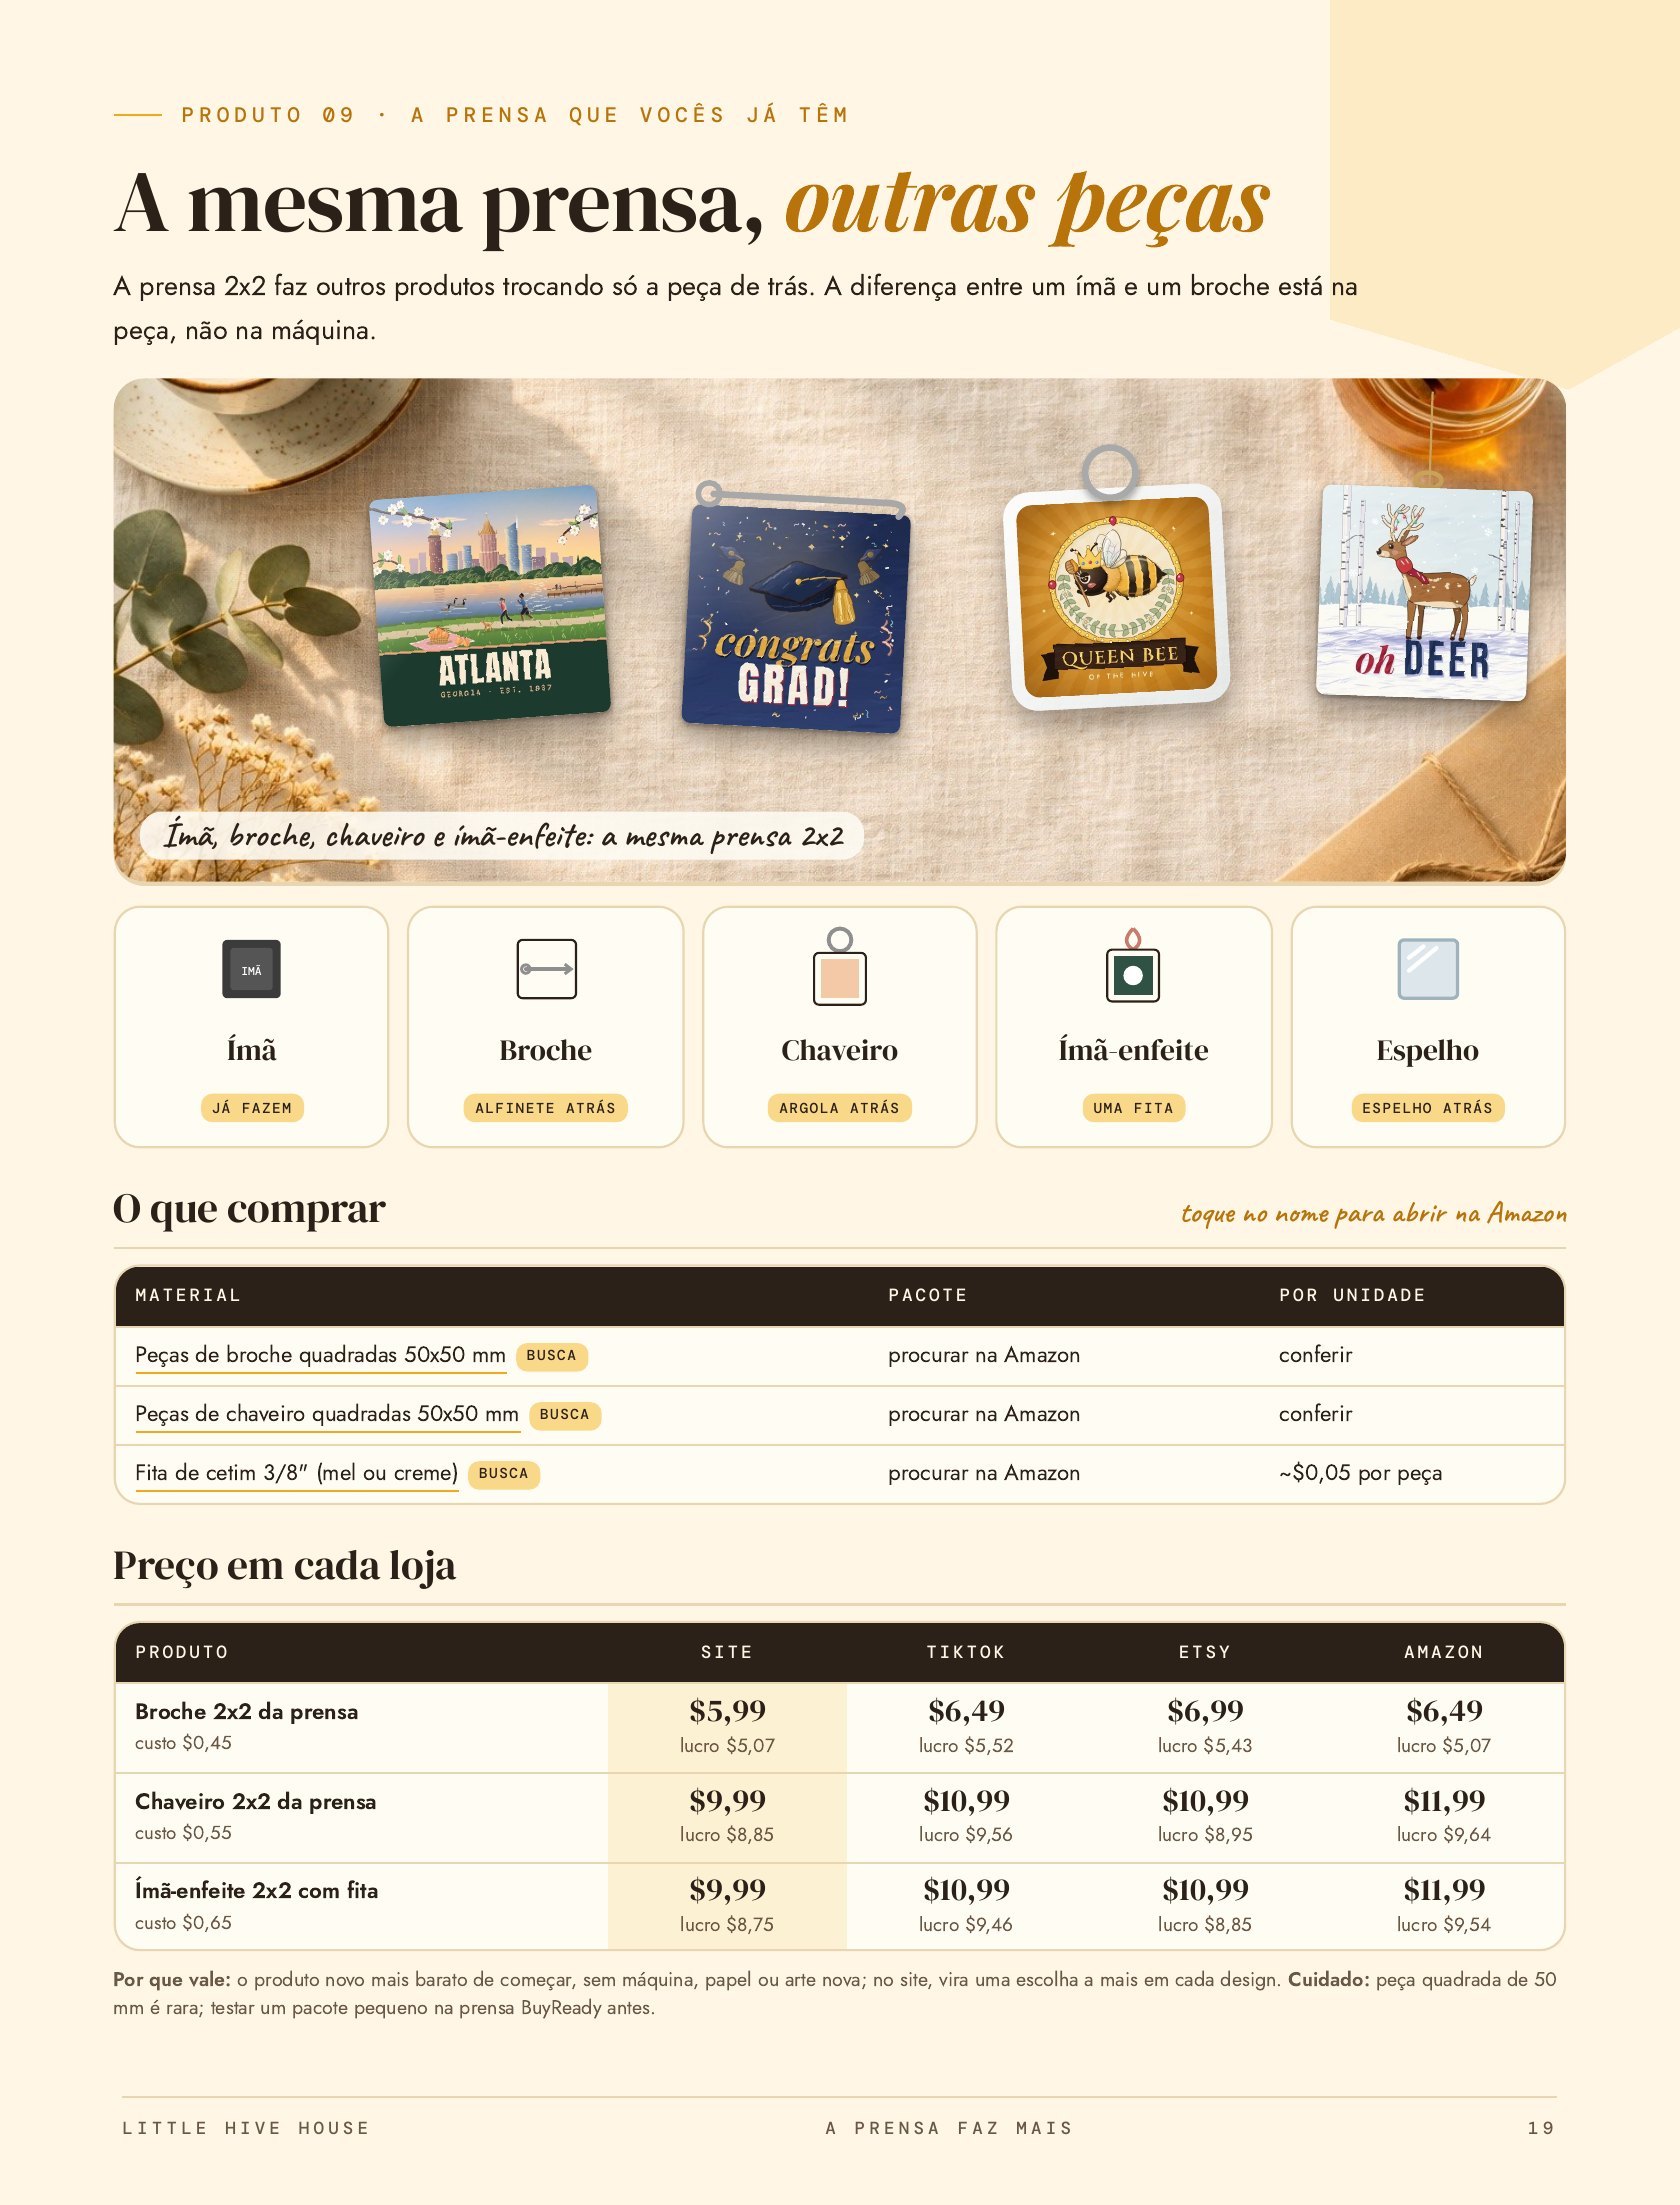 PRODUTO 09 · A PRENSA QUE VOCÊS JÁ TÊM
A mesma prensa, outras peças
A prensa 2x2 faz outros produtos trocando só a peça de trás. A diferença entre um ímã e um broche está na
peça, não na máquina.
ATLANTA
GEORGIA · EST. 1837
congrats
GRAD!
QUEEN BEE
OF THE HIVE
oh DEER
Ímã, broche, chaveiro e ímã-enfeite: a mesma prensa 2x2
IMÃ
Ímã
JÁ FAZEM
Broche
ALFINETE ATRÁS
Chaveiro
ARGOLA ATRÁS
Ímã-enfeite
UMA FITA
Espelho
ESPELHO ATRÁS
O que comprar
toque no nome para abrir na Amazon
MATERIAL PACOTE POR UNIDADE
Peças de broche quadradas 50x50 mm BUSCA procurar na Amazon conferir
Peças de chaveiro quadradas 50x50 mm BUSCA procurar na Amazon conferir
Fita de cetim 3/8" (mel ou creme) BUSCA procurar na Amazon ~$0,05 por peça
Preço em cada loja
PRODUTO SITE TIKTOK ETSY AMAZON
Broche 2x2 da prensa $5,99 $6,49 $6,99 $6,49
custo $0,45 lucro $5,07 lucro $5,52 lucro $5,43 lucro $5,07
Chaveiro 2x2 da prensa $9,99 $10,99 $10,99 $11,99
custo $0,55 lucro $8,85 lucro $9,56 lucro $8,95 lucro $9,64
Ímã-enfeite 2x2 com fita $9,99 $10,99 $10,99 $11,99
custo $0,65 lucro $8,75 lucro $9,46 lucro $8,85 lucro $9,54
Por que vale: o produto novo mais barato de começar, sem máquina, papel ou arte nova; no site, vira uma escolha a mais em cada design. Cuidado: peça quadrada de 50
mm é rara; testar um pacote pequeno na prensa BuyReady antes.
LITTLE HIVE HOUSE A PRENSA FAZ MAIS 19